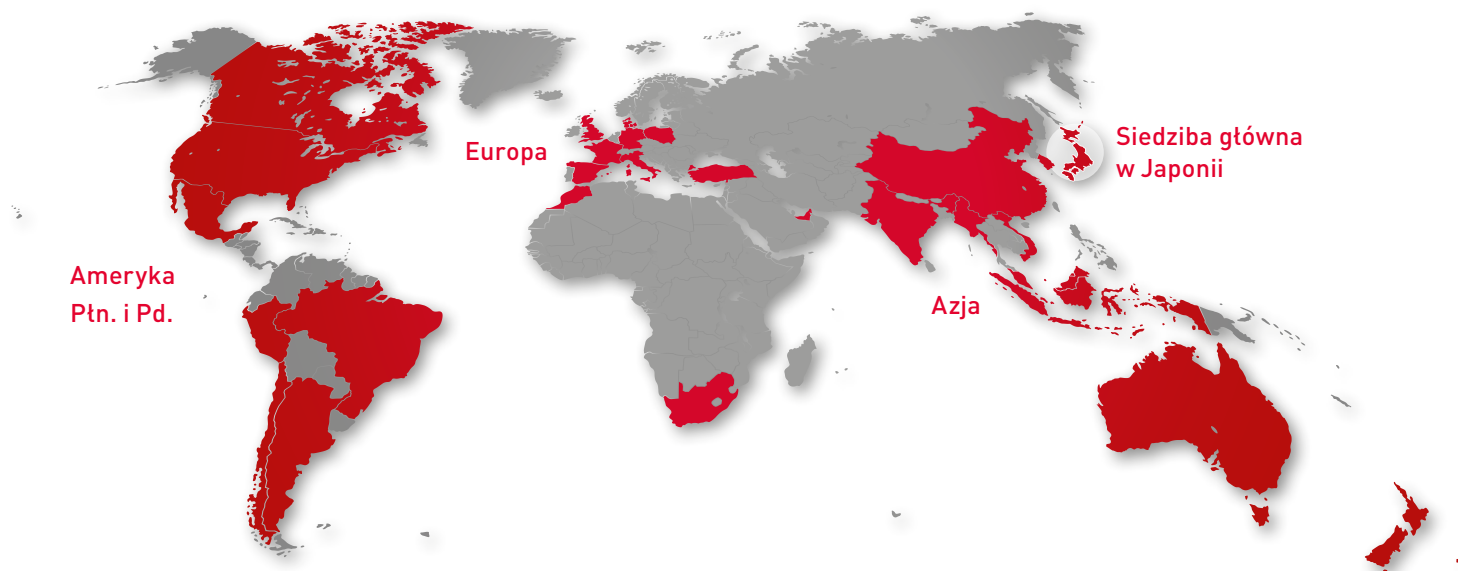 Europa
Siedziba główna
w Japonii
Ameryka
Płn. i Pd.
Azja